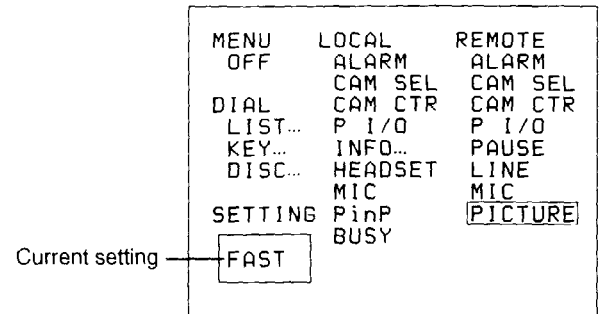 MENU LOCAL REMOTE
OFF ALARM ALARM
CAM SEL CAM SEL
DIAL CAM CTR CAM CTR
LIST... P I/O P I/O
KEY... INFO... PAUSE
DISC... HEADSET LINE
MIC MIC
SETTING PinP PICTURE
BUSY
Current setting FAST